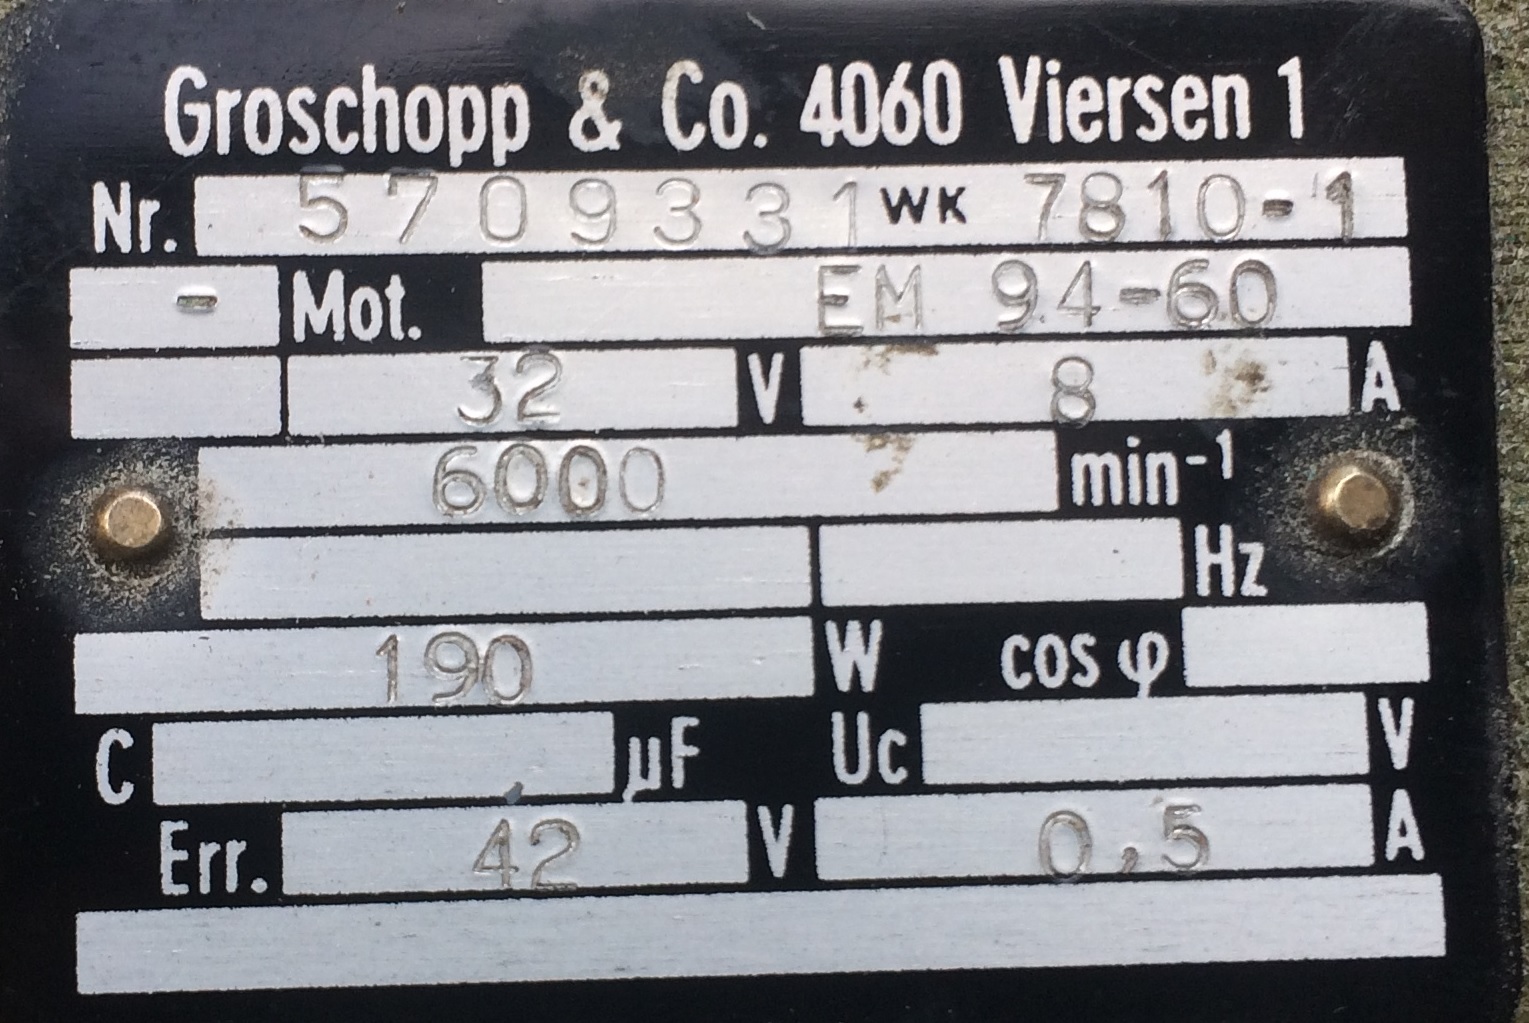 Groschopp & Co. 4060 Viersen 1
Nr. 5709331 WK 7810-1
- Mot. EM 94-60
32 V 8 A
6000 min-1
Hz
190 W cos φ
C µF Uc V
Err. 42 V 0,5 A